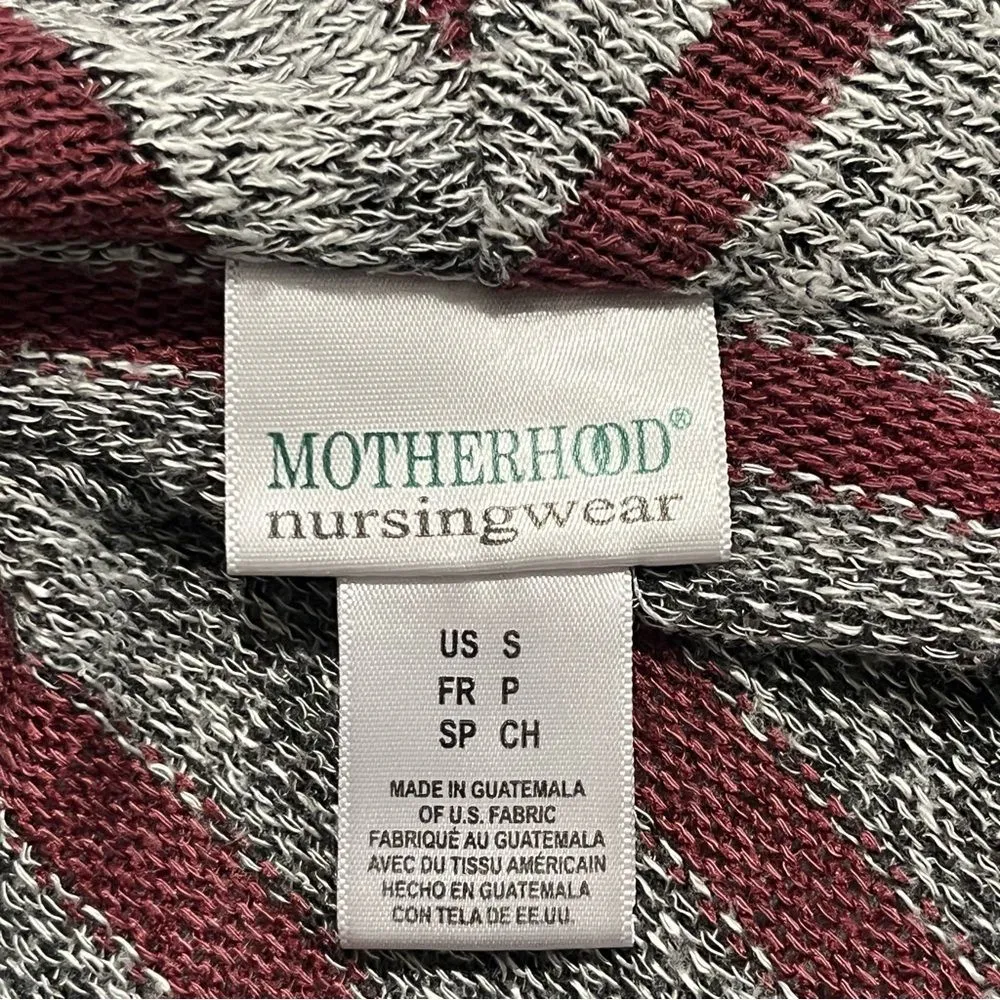 MOTHERHOOD®
nursingwear
US S
FR P
SP CH
MADE IN GUATEMALA
OF U.S. FABRIC
FABRIQUÉ AU GUATEMALA
AVEC DU TISSU AMÉRICAIN
HECHO EN GUATEMALA
CON TELA DE EE.UU.